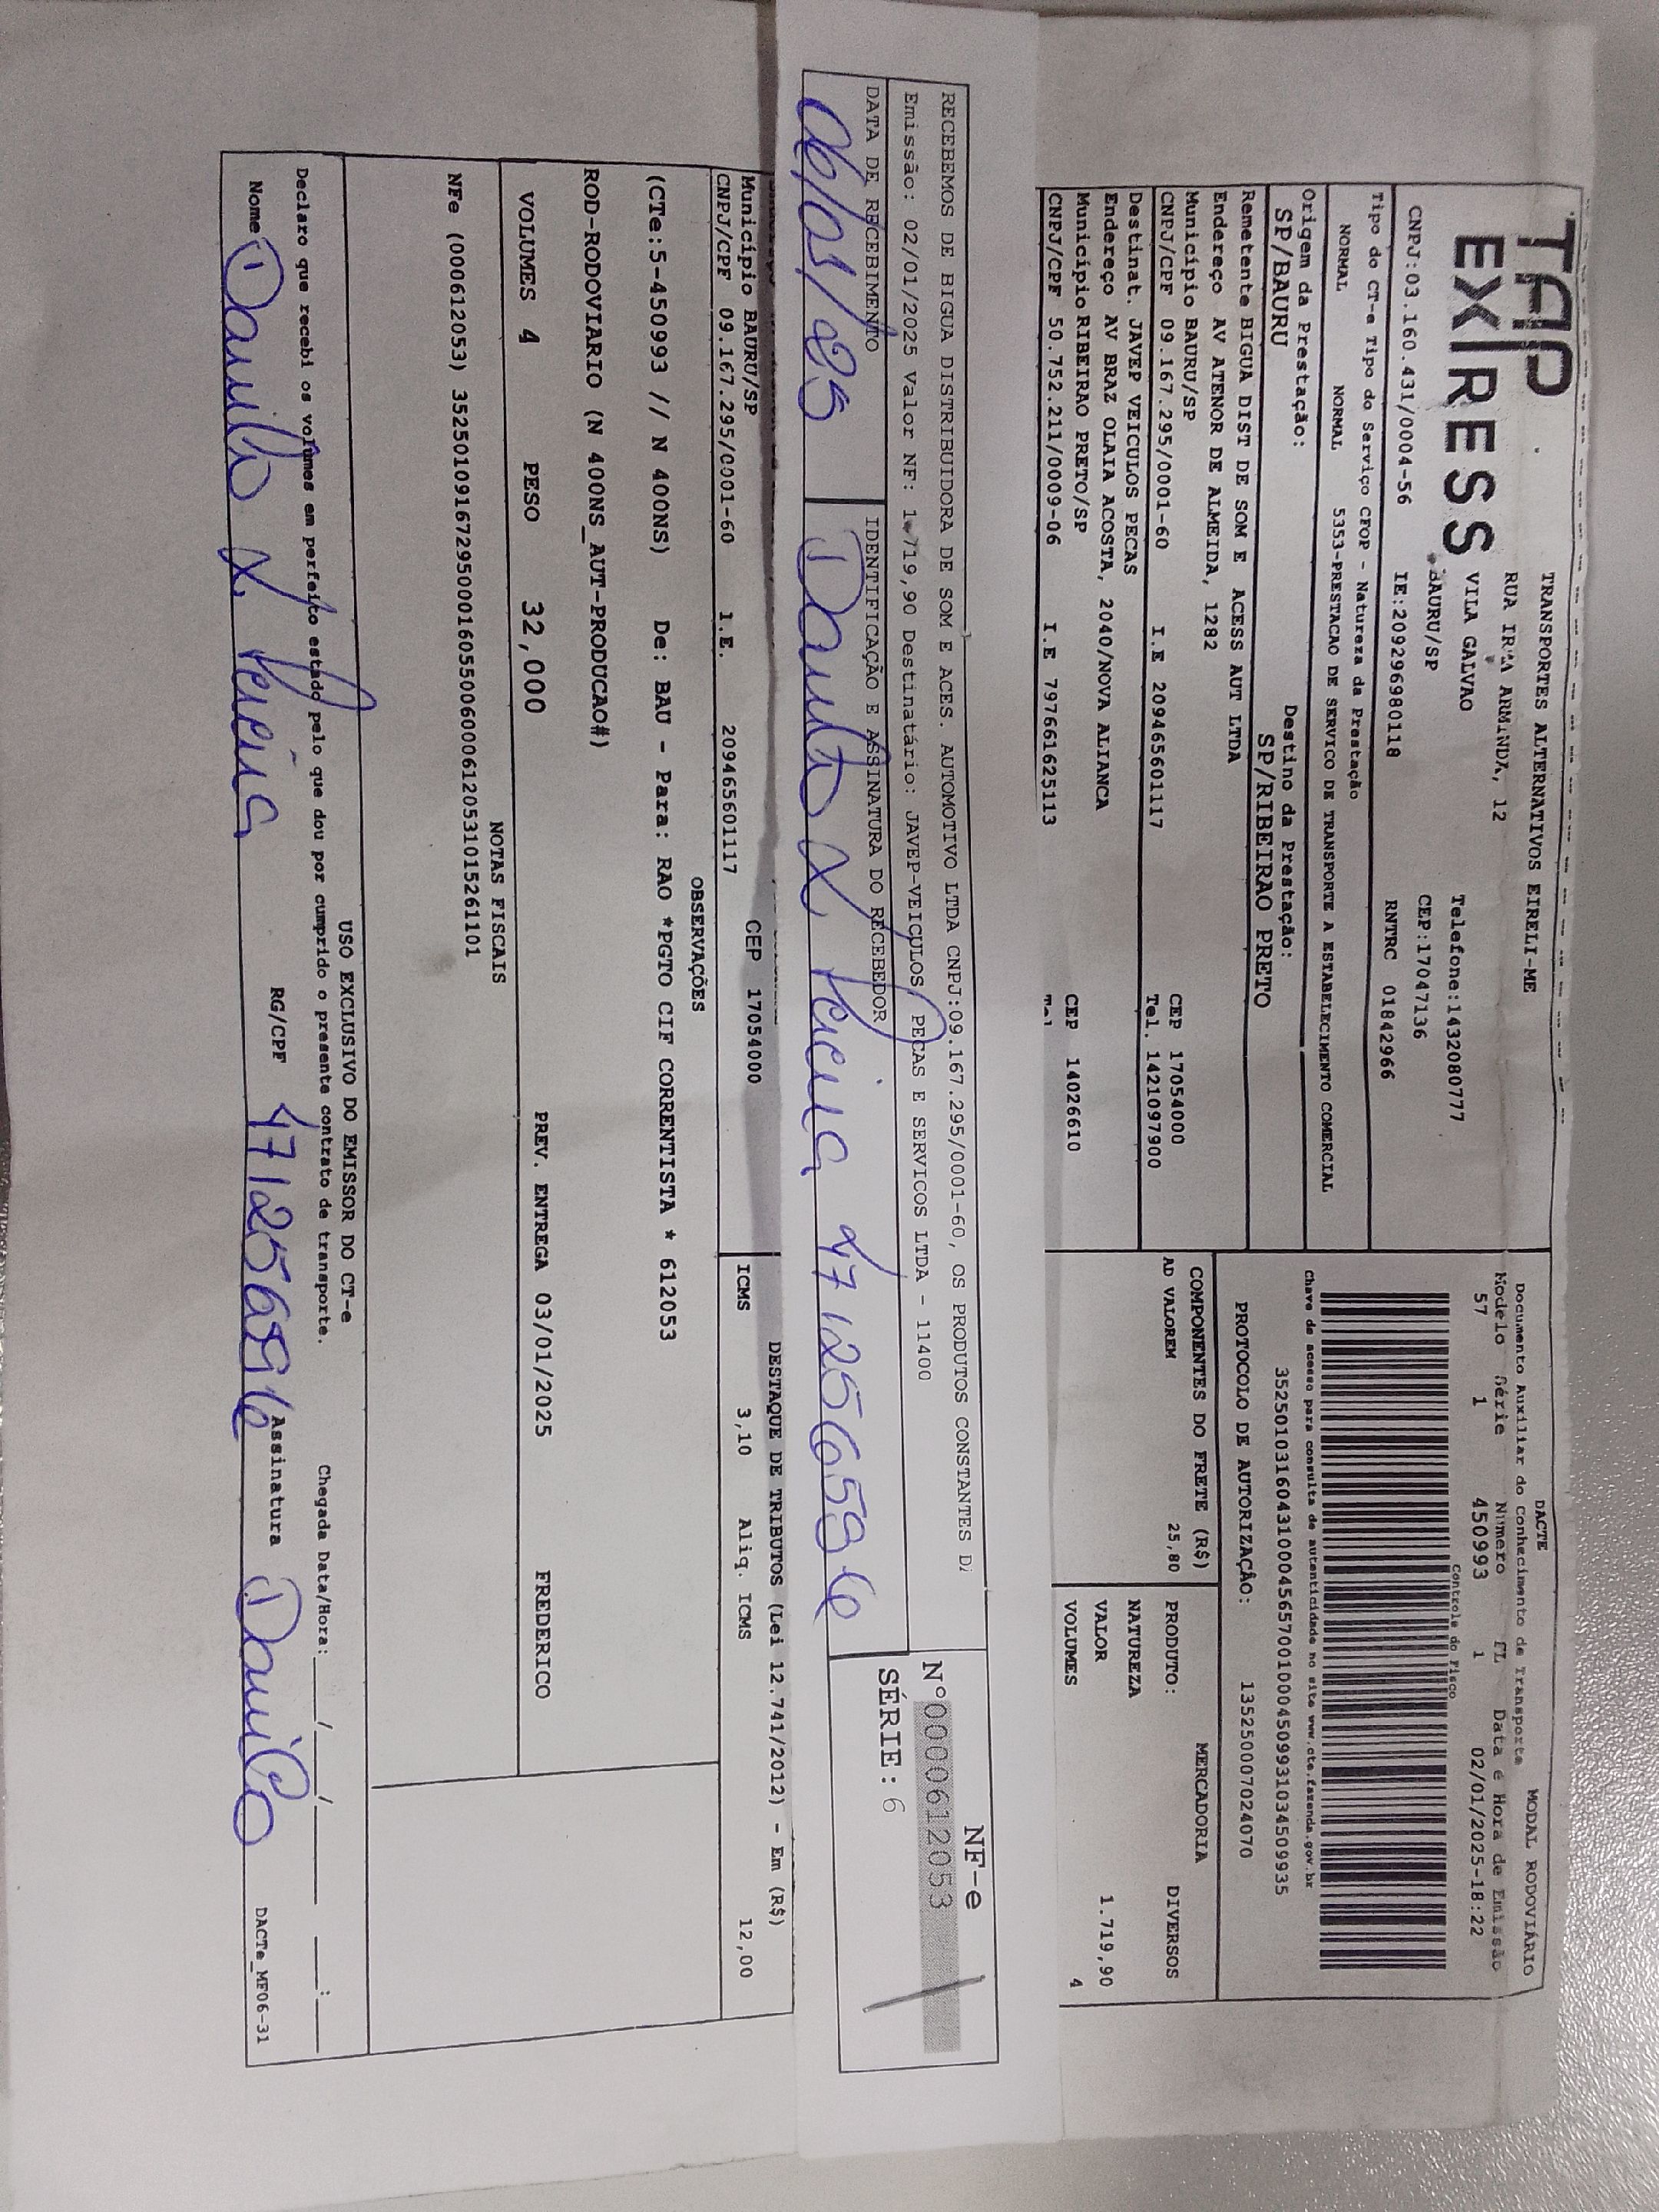 TAP
EXPRESS
TRANSPORTES ALTERNATIVOS EIRELI-ME
RUA IRMA ARMINDA, 12
VILA GALVAO
BAURU/SP
Telefone:1432080777
CEP:17047136
CNPJ:03.160.431/0004-56 IE:209296980118 RNTRC 01842966
Tipo do CT-e Tipo do Serviço CFOP - Natureza da Prestação
NORMAL NORMAL 5353-PRESTACAO DE SERVICO DE TRANSPORTE A ESTABELECIMENTO COMERCIAL
Origem da Prestação: Destino da Prestação:
SP/BAURU SP/RIBEIRAO PRETO
Remetente BIGUA DIST DE SOM E ACESS AUT LTDA
Endereço AV ATENOR DE ALMEIDA, 1282
Município BAURU/SP CEP 17054000
CNPJ/CPF 09.167.295/0001-60 I.E 209465601117 Tel. 1421097900
Destinat. JAVEP VEICULOS PECAS
Endereço AV BRAZ OLAIA ACOSTA, 2040/NOVA ALIANCA
Município RIBEIRAO PRETO/SP CEP 14026610
CNPJ/CPF 50.752.211/0009-06 I.E 797661625113 Tel
DACTE MODAL RODOVIÁRIO
Documento Auxiliar do Conhecimento de Transporte
Modelo Série Número FL Data e Hora de Emissão
57 1 450993 1 02/01/2025-18:22
Controle do Fisco
Chave de acesso para consulta de autenticidade no site www.cte.fazenda.gov.br
35250103160431000456570010004509931034509935
PROTOCOLO DE AUTORIZAÇÃO: 135250007024070
COMPONENTES DO FRETE (R$)
AD VALOREM 25,80
MERCADORIA
PRODUTO: DIVERSOS
NATUREZA
VALOR 1.719,90
VOLUMES 4
RECEBEMOS DE BIGUA DISTRIBUIDORA DE SOM E ACES. AUTOMOTIVO LTDA CNPJ:09.167.295/0001-60, OS PRODUTOS CONSTANTES D
Emissão: 02/01/2025 Valor NF: 1.719,90 Destinatário: JAVEP-VEICULOS, PECAS E SERVICOS LTDA - 11400
DATA DE RECEBIMENTO IDENTIFICAÇÃO E ASSINATURA DO RECEBEDOR
06/01/25 Danilo X 471256596
NF-e
Nº000612053
SÉRIE: 6
Município BAURU/SP CEP 17054000
CNPJ/CPF 09.167.295/0001-60 I.E. 209465601117
DESTAQUE DE TRIBUTOS (Lei 12.741/2012) - Em (R$)
ICMS 3,10 Aliq. ICMS 12,00
OBSERVAÇÕES
(CTe:5-450993 // N 400NS) De: BAU - Para: RAO *PGTO CIF CORRENTISTA * 612053
ROD-RODOVIARIO (N 400NS_AUT-PRODUCAO#)
VOLUMES 4 PESO 32,000 PREV. ENTREGA 03/01/2025 FREDERICO
NOTAS FISCAIS
NFe (000612053) 35250109167295000160550060006120531015261101
USO EXCLUSIVO DO EMISSOR DO CT-e
Declaro que recebi os volumes em perfeito estado pelo que dou por cumprido o presente contrato de transporte. Chegada Data/Hora: ____/____/____ ___:___
Nome Danilo X. RG/CPF 471256596 Assinatura Danilo DACTe_MF06-31